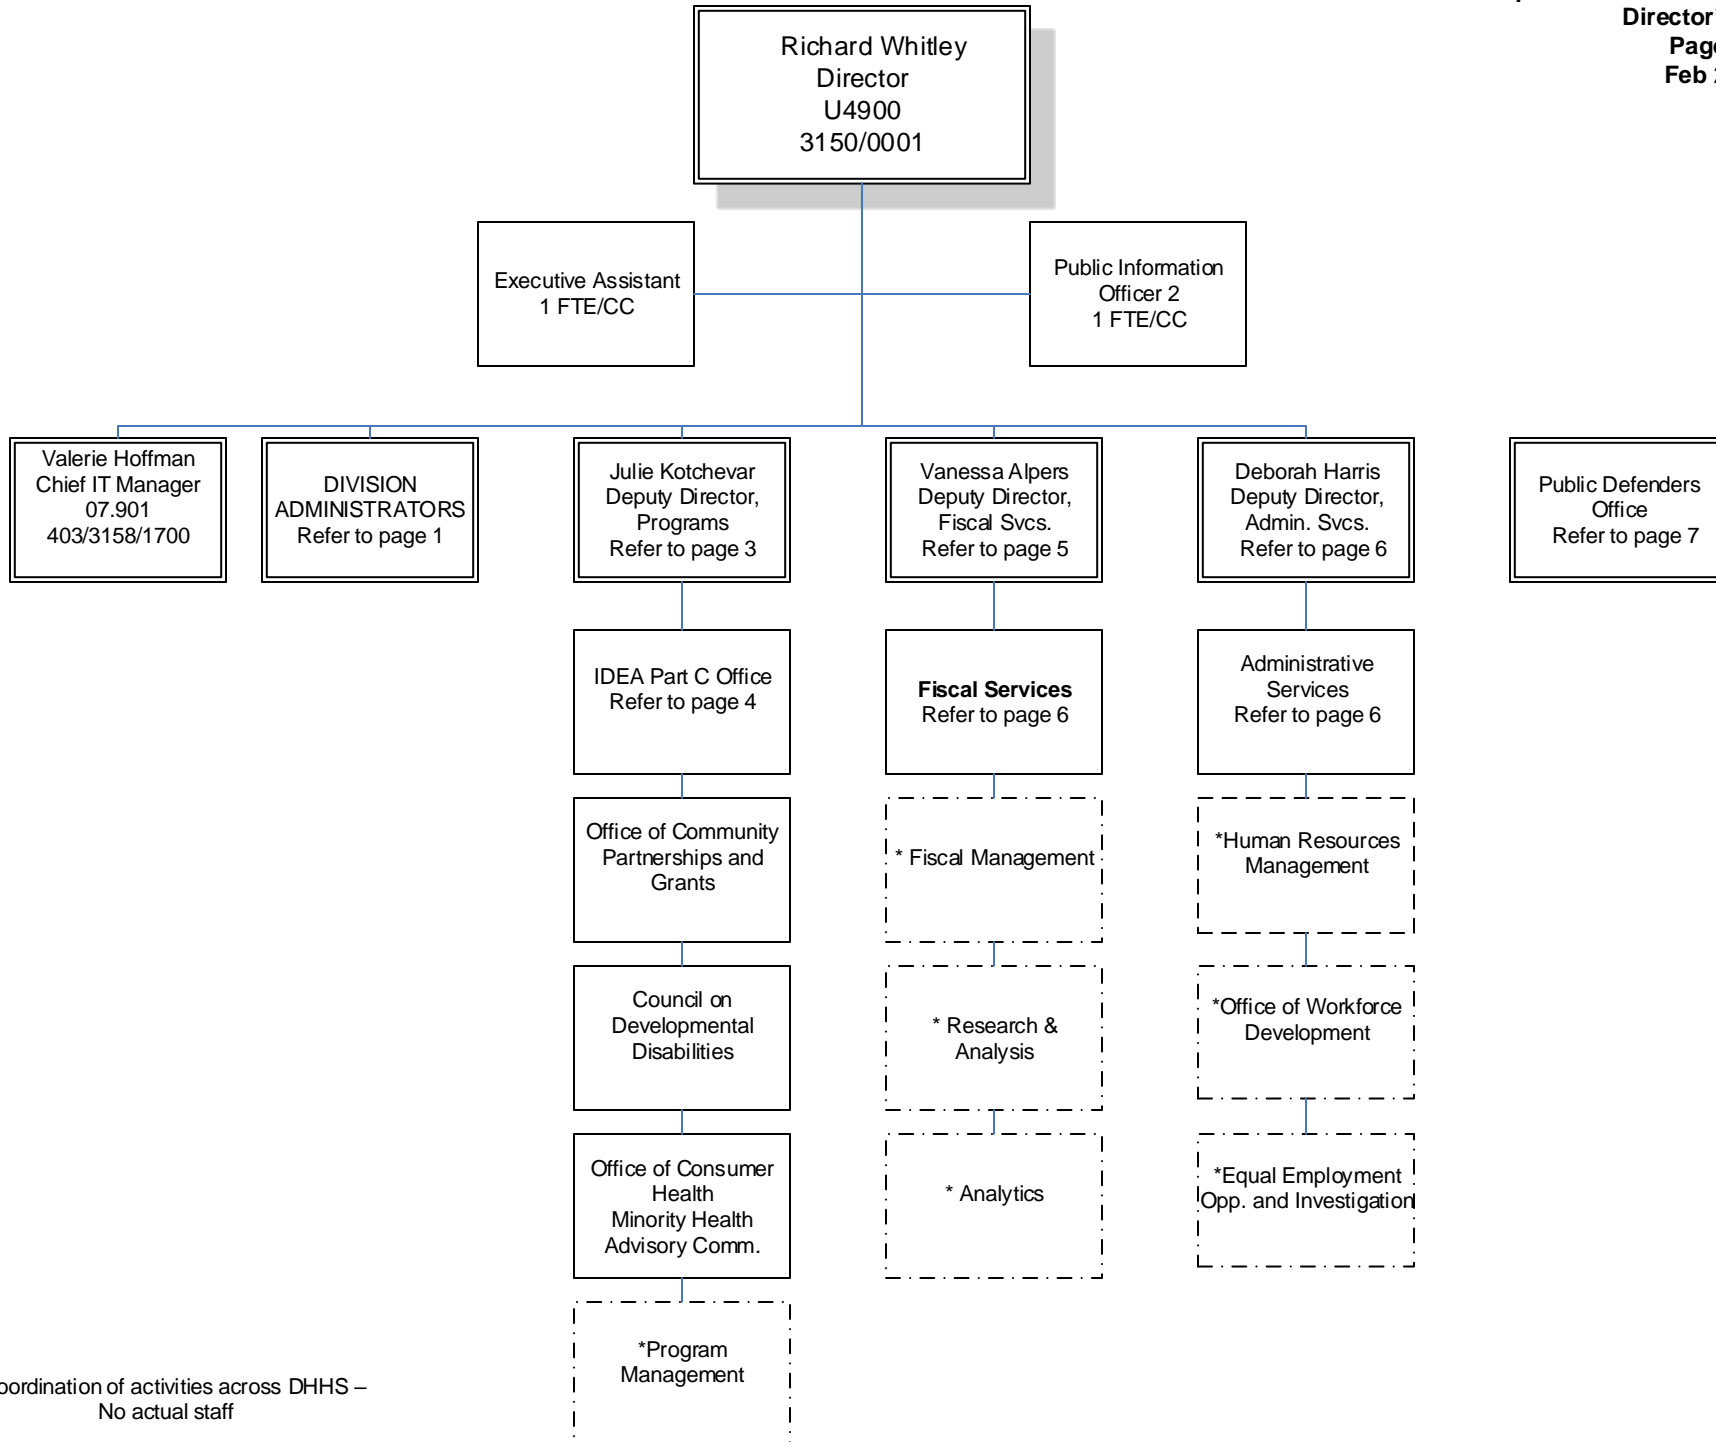 Director'
Page
Feb
Richard Whitley
Director
U4900
3150/0001
Executive Assistant
1 FTE/CC
Public Information
Officer 2
1 FTE/CC
Valerie Hoffman
Chief IT Manager
07.901
403/3158/1700
DIVISION
ADMINISTRATORS
Refer to page 1
Julie Kotchevar
Deputy Director,
Programs
Refer to page 3
Vanessa Alpers
Deputy Director,
Fiscal Svcs.
Refer to page 5
Deborah Harris
Deputy Director,
Admin. Svcs.
Refer to page 6
Public Defenders
Office
Refer to page 7
IDEA Part C Office
Refer to page 4
Fiscal Services
Refer to page 6
Administrative
Services
Refer to page 6
Office of Community
Partnerships and
Grants
* Fiscal Management
*Human Resources
Management
Council on
Developmental
Disabilities
* Research &
Analysis
*Office of Workforce
Development
Office of Consumer
Health
Minority Health
Advisory Comm.
* Analytics
*Equal Employment
Opp. and Investigation
*Program
Management
oordination of activities across DHHS –
No actual staff